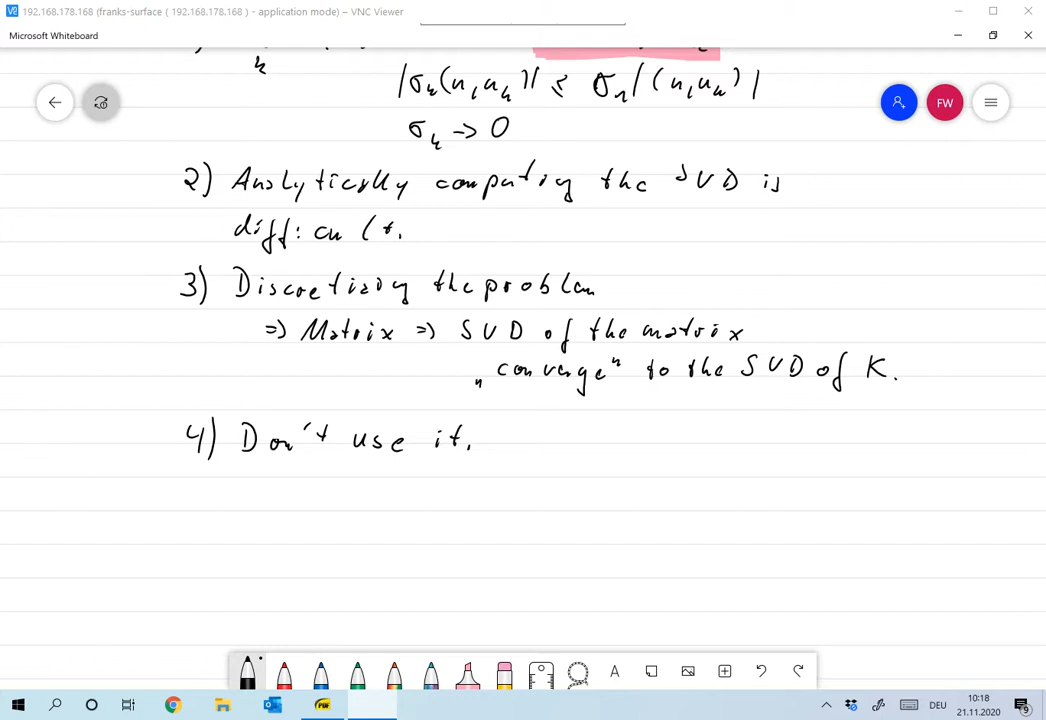 192.168.178.168 (franks-surface ( 192.168.178.168 ) - application mode) – VNC Viewer
Microsoft Whiteboard
|σₖ(n,uₖ)| ≤ σₖ|(n,uₖ)|
σₖ → 0
FW
2) Analytically computing the SVD is
difficult.
3) Discretizing the problem
⇒ Matrix ⇒ SVD of the matrix
"converge" to the SVD of K.
4) Don't use it.
A
DEU
10:18
21.11.2020
9